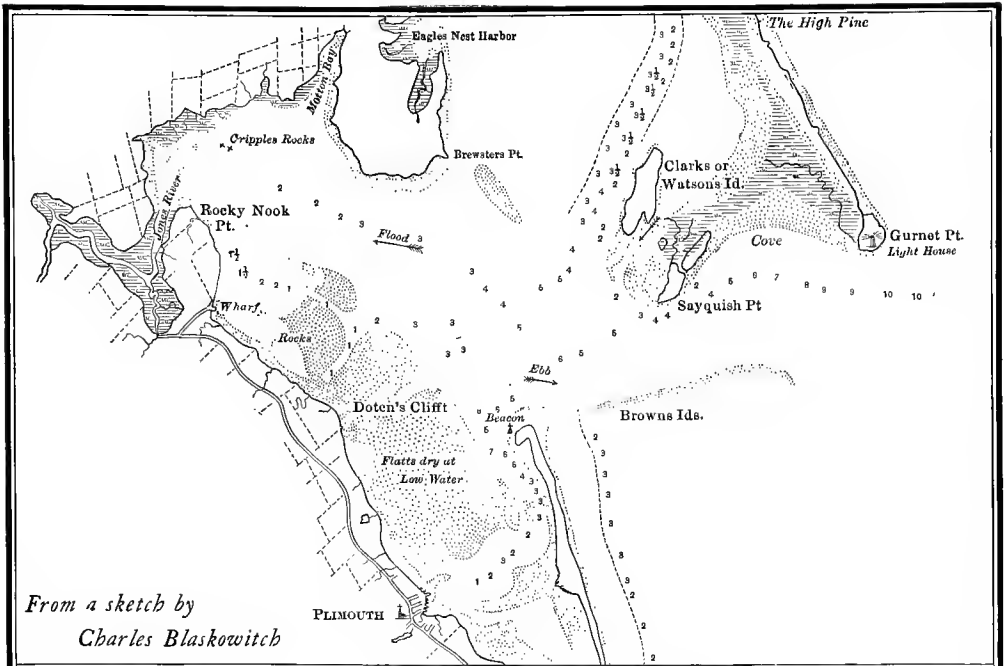 The High Pine
Eagles Nest Harbor
Motton Bay
Cripples Rocks
Brewsters Pt.
Clarks or
Watsons Id.
Jones River
Rocky Nook
Pt.
Flood
Cove
Gurnet Pt.
Light House
Sayquish Pt
Wharf.
Rocks
Ebb
Doten's Clifft
Beacon
Browns Ids.
Flatts dry at
Low Water
PLIMOUTH
From a sketch by
Charles Blaskowitch